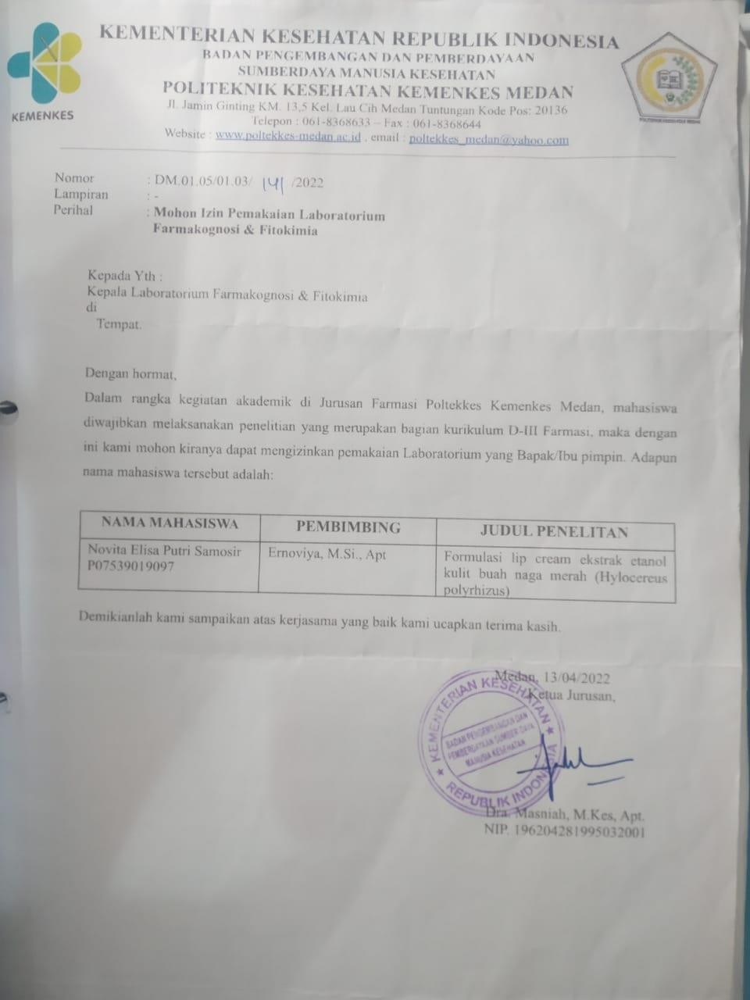 KEMENKES
KEMENTERIAN KESEHATAN REPUBLIK INDONESIA
BADAN PENGEMBANGAN DAN PEMBERDAYAAN
SUMBERDAYA MANUSIA KESEHATAN
POLITEKNIK KESEHATAN KEMENKES MEDAN
Jl. Jamin Ginting KM. 13,5 Kel. Lau Cih Medan Tuntungan Kode Pos: 20136
Telepon : 061-8368633 – Fax : 061-8368644
Website : www.poltekkes-medan.ac.id , email : poltekkes_medan@yahoo.com
POLITEKNIK KESEHATAN MEDAN
Nomor : DM.01.05/01.03/ 141 /2022
Lampiran : -
Perihal : Mohon Izin Pemakaian Laboratorium
Farmakognosi & Fitokimia
Kepada Yth :
Kepala Laboratorium Farmakognosi & Fitokimia
di
Tempat.
Dengan hormat,
Dalam rangka kegiatan akademik di Jurusan Farmasi Poltekkes Kemenkes Medan, mahasiswa
diwajibkan melaksanakan penelitian yang merupakan bagian kurikulum D-III Farmasi, maka dengan
ini kami mohon kiranya dapat mengizinkan pemakaian Laboratorium yang Bapak/Ibu pimpin. Adapun
nama mahasiswa tersebut adalah:
NAMA MAHASISWA PEMBIMBING JUDUL PENELITAN
Novita Elisa Putri Samosir
P07539019097
Ernoviya, M.Si., Apt
Formulasi lip cream ekstrak etanol
kulit buah naga merah (Hylocereus
polyrhizus)
Demikianlah kami sampaikan atas kerjasama yang baik kami ucapkan terima kasih.
Medan, 13/04/2022
Ketua Jurusan,
KEMENTERIAN KESEHATAN
BADAN PENGEMBANGAN DAN
PEMBERDAYAAN SUMBER DAYA
MANUSIA KESEHATAN
REPUBLIK INDONESIA
Dra. Masniah, M.Kes, Apt.
NIP. 196204281995032001